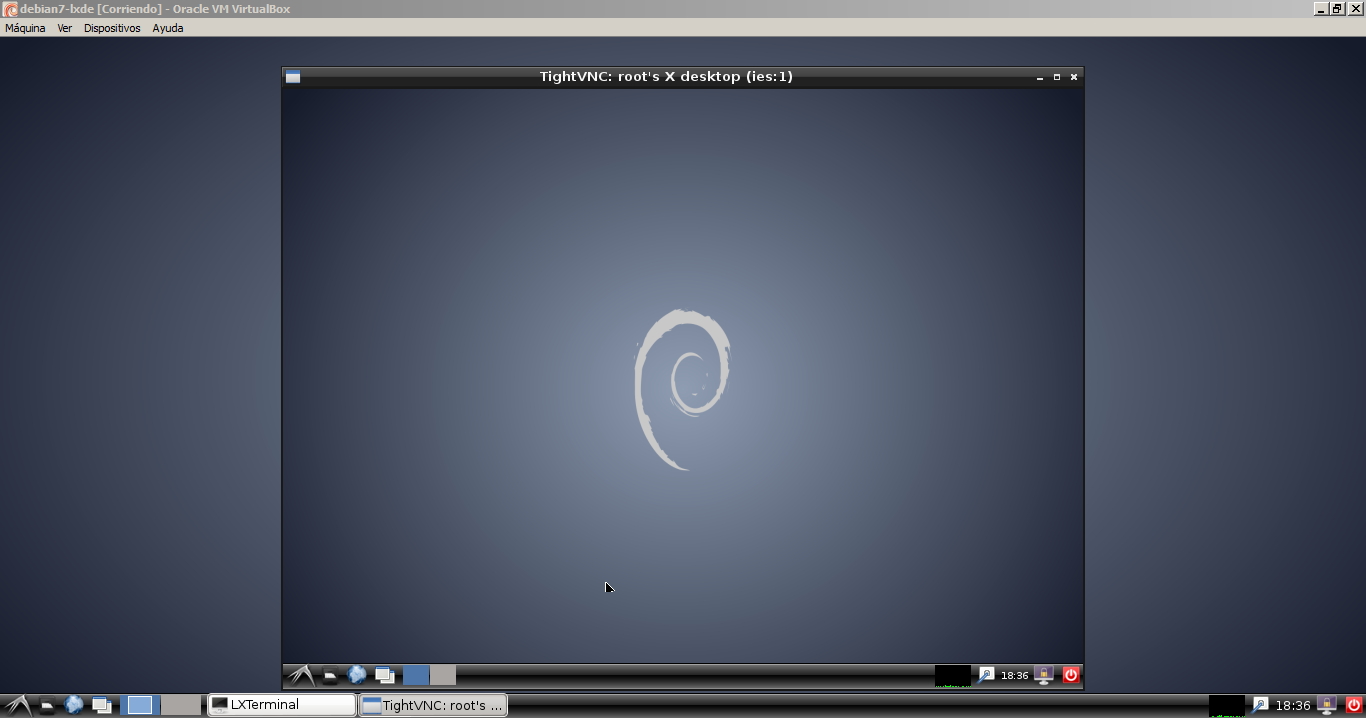 debian7-lxde [Corriendo] - Oracle VM VirtualBox
Máquina Ver Dispositivos Ayuda
TightVNC: root's X desktop (ies:1)
18:36
LXTerminal
TightVNC: root's ...
18:36